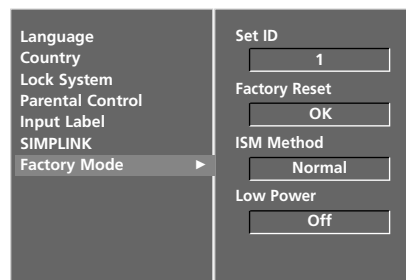 Language
Country
Lock System
Parental Control
Input Label
SIMPLINK
Factory Mode ►
Set ID
1
Factory Reset
OK
ISM Method
Normal
Low Power
Off